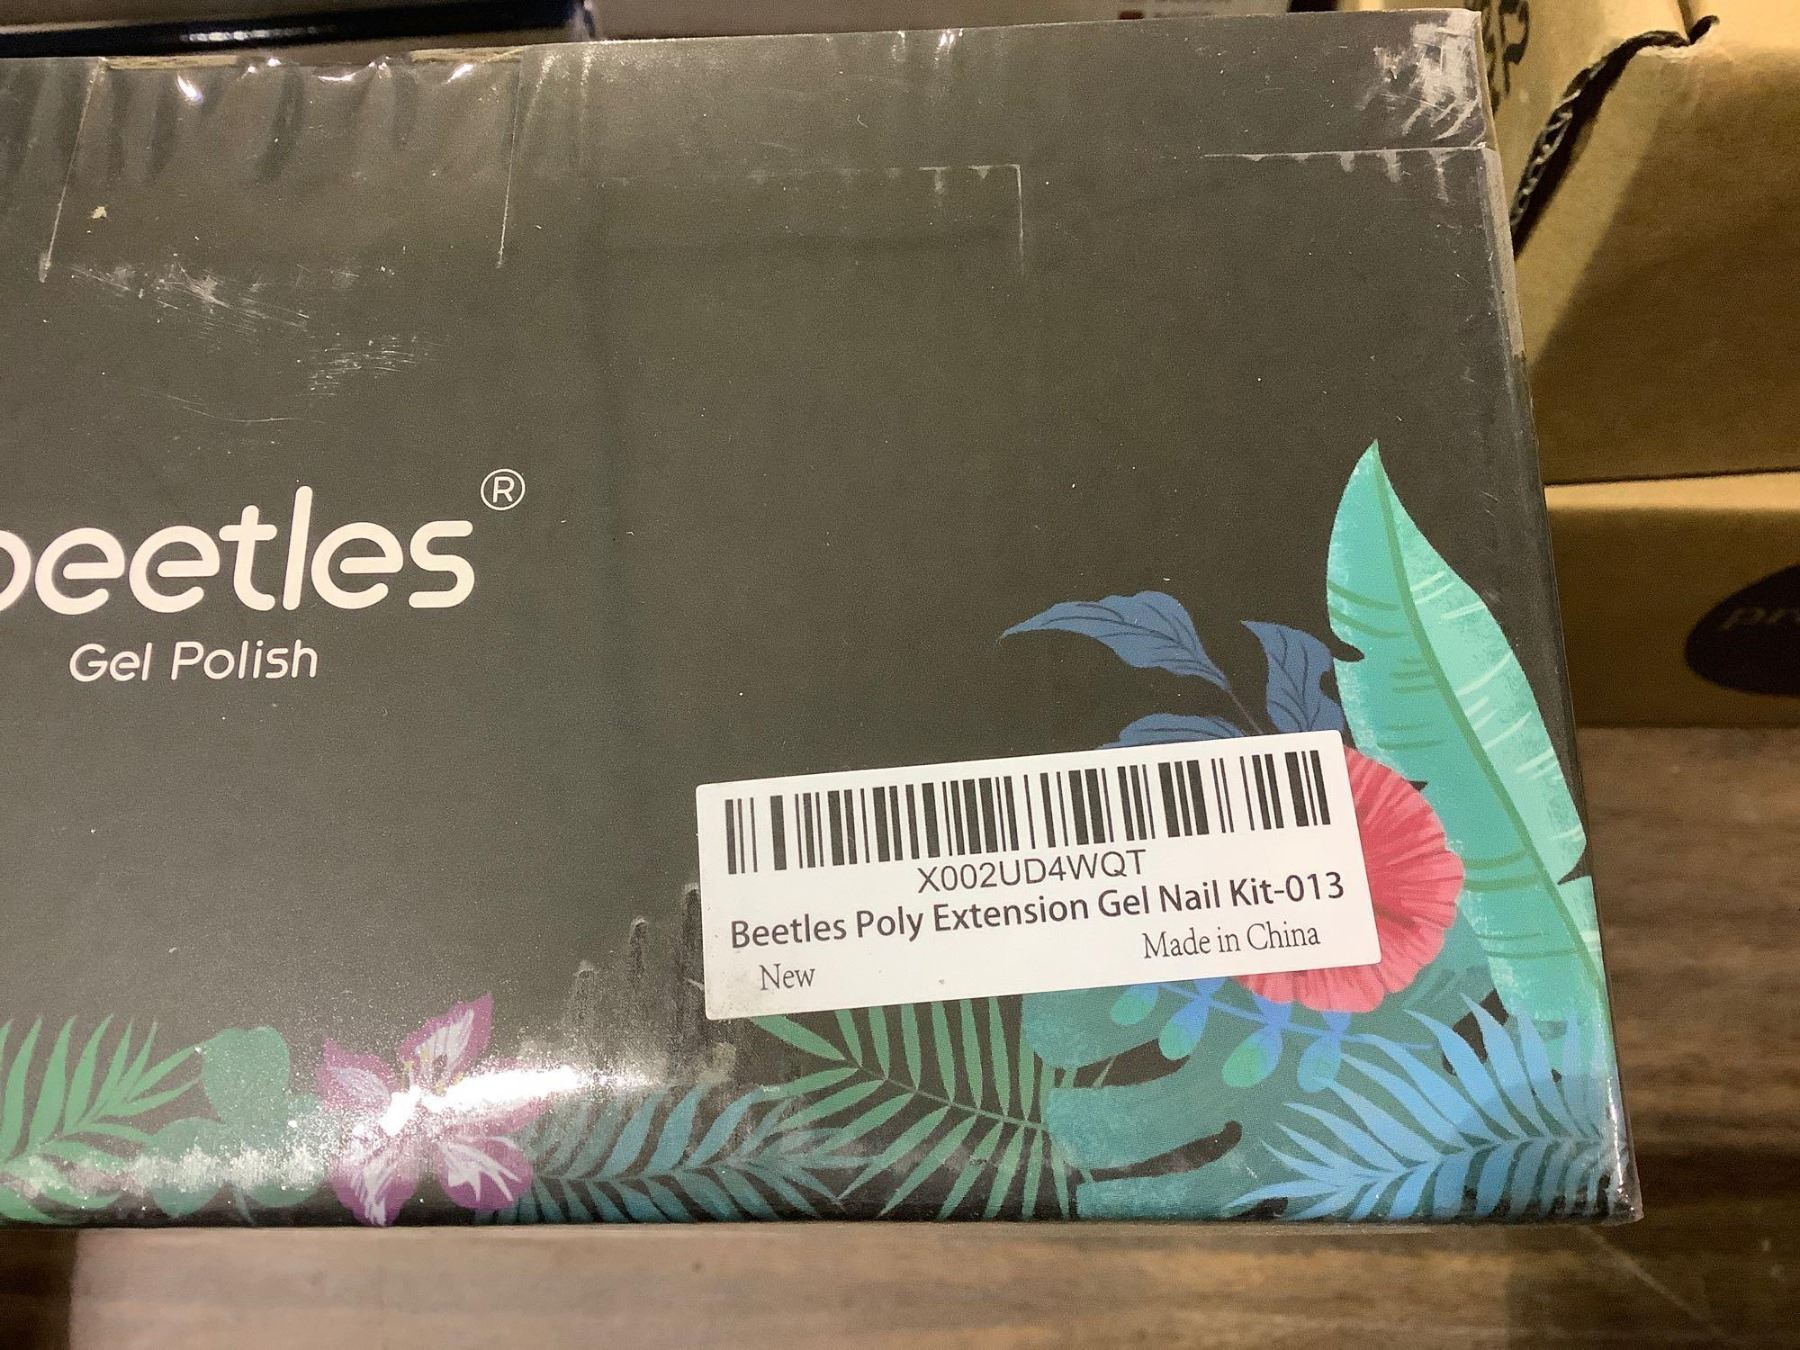 beetles®
Gel Polish
X002UD4WQT
Beetles Poly Extension Gel Nail Kit-013
New
Made in China